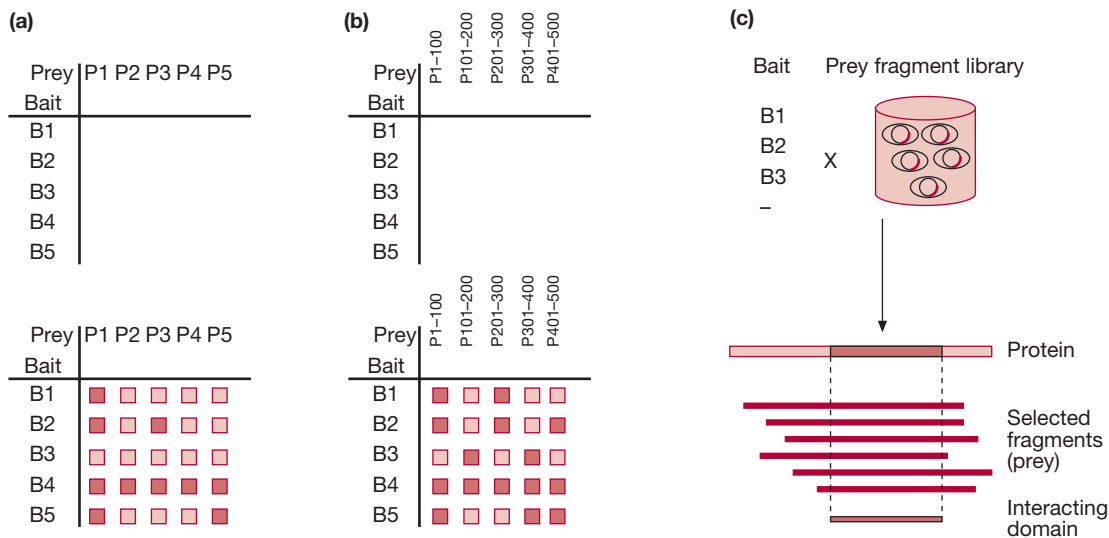 (a)
Prey P1 P2 P3 P4 P5
Bait
B1
B2
B3
B4
B5
Prey P1 P2 P3 P4 P5
Bait
B1
B2
B3
B4
B5
(b)
Prey P1–100 P101–200 P201–300 P301–400 P401–500
Bait
B1
B2
B3
B4
B5
Prey P1–100 P101–200 P201–300 P301–400 P401–500
Bait
B1
B2
B3
B4
B5
(c)
Bait Prey fragment library
B1
B2
B3
–
X
Protein
Selected
fragments
(prey)
Interacting
domain